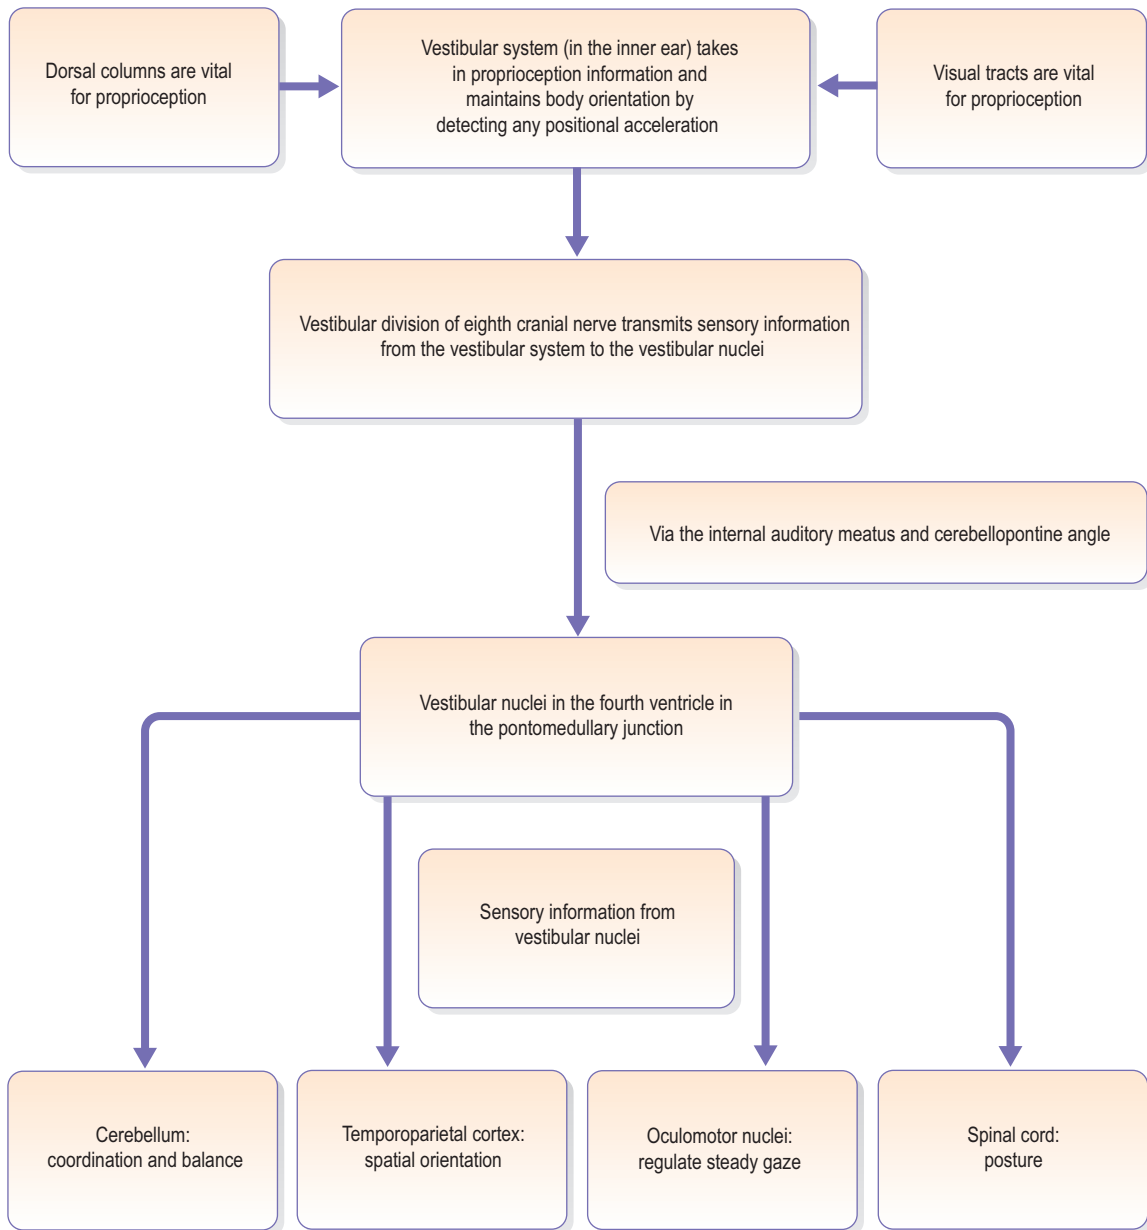 Dorsal columns are vital
for proprioception
Vestibular system (in the inner ear) takes
in proprioception information and
maintains body orientation by
detecting any positional acceleration
Visual tracts are vital
for proprioception
Vestibular division of eighth cranial nerve transmits sensory information
from the vestibular system to the vestibular nuclei
Via the internal auditory meatus and cerebellopontine angle
Vestibular nuclei in the fourth ventricle in
the pontomedullary junction
Sensory information from
vestibular nuclei
Cerebellum:
coordination and balance
Temporoparietal cortex:
spatial orientation
Oculomotor nuclei:
regulate steady gaze
Spinal cord:
posture